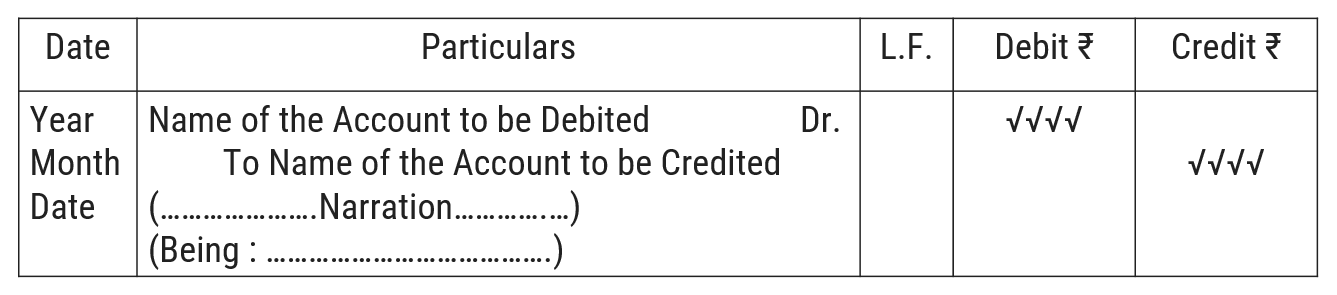 Date Particulars L.F. Debit ₹ Credit ₹
Year Name of the Account to be Debited Dr. √√√√
Month To Name of the Account to be Credited √√√√
Date (………………….Narration………….…)
(Being : ……………………………….)